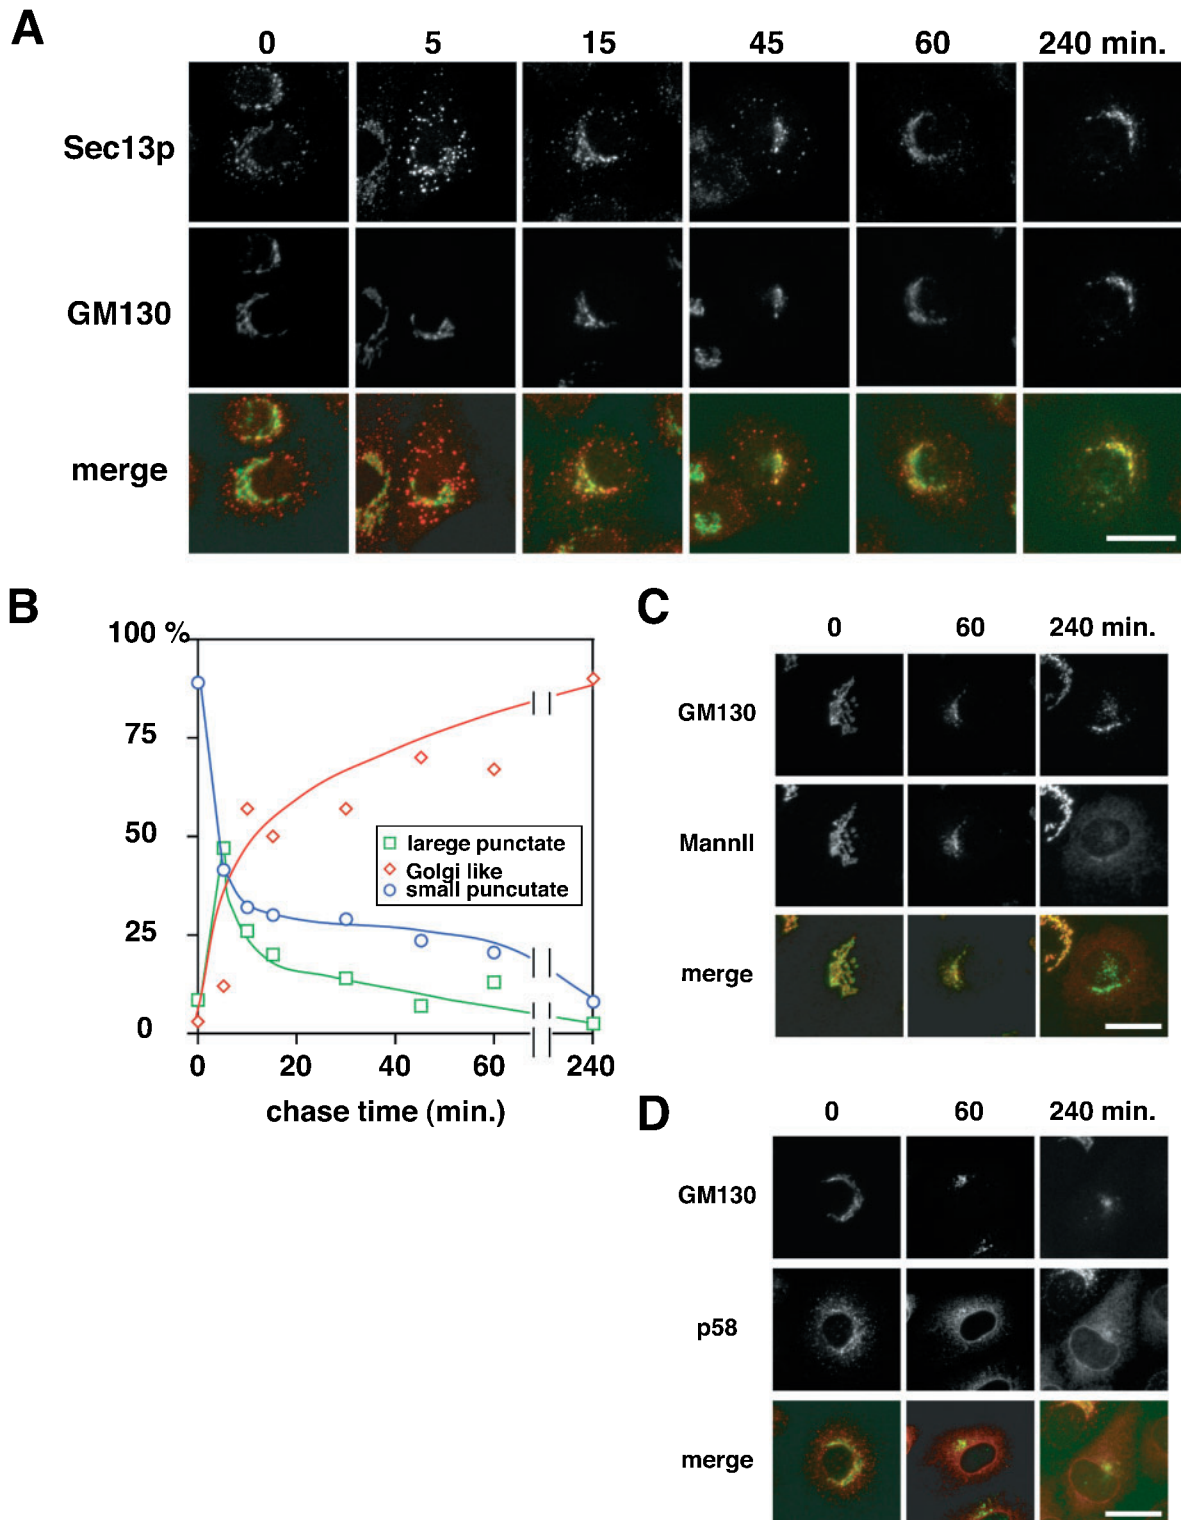 A
0 5 15 45 60 240 min.
Sec13p
GM130
merge
B
100 %
75
50
25
0
larege punctate
Golgi like
small puncutate
0 20 40 60 240
chase time (min.)
C
0 60 240 min.
GM130
MannII
merge
D
0 60 240 min.
GM130
p58
merge